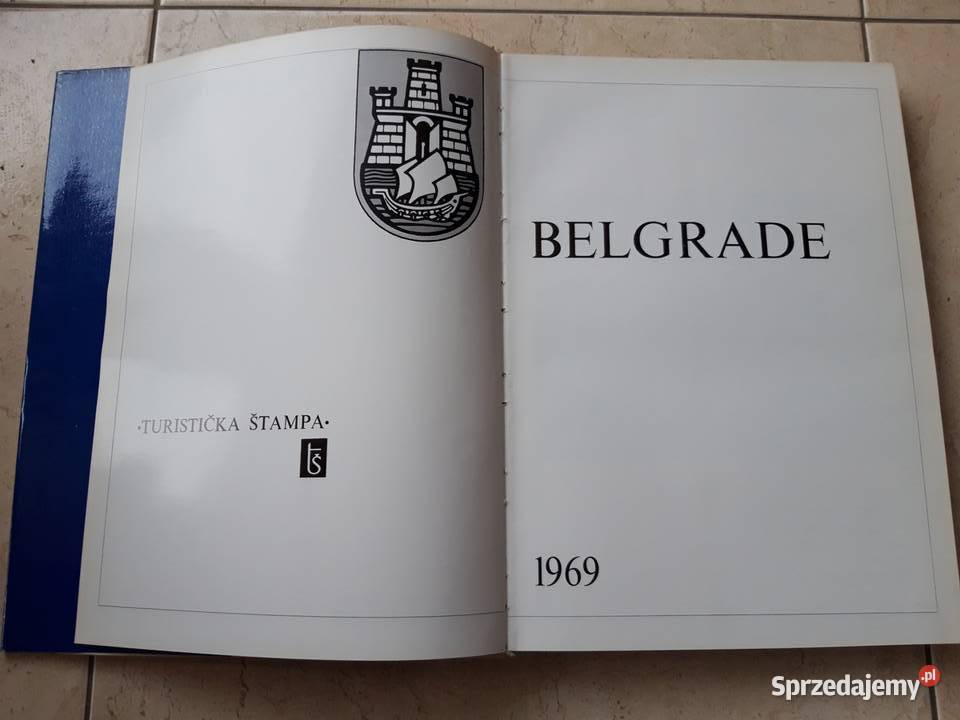 •TURISTIČKA ŠTAMPA•
tš
BELGRADE
1969
Sprzedajemy.pl